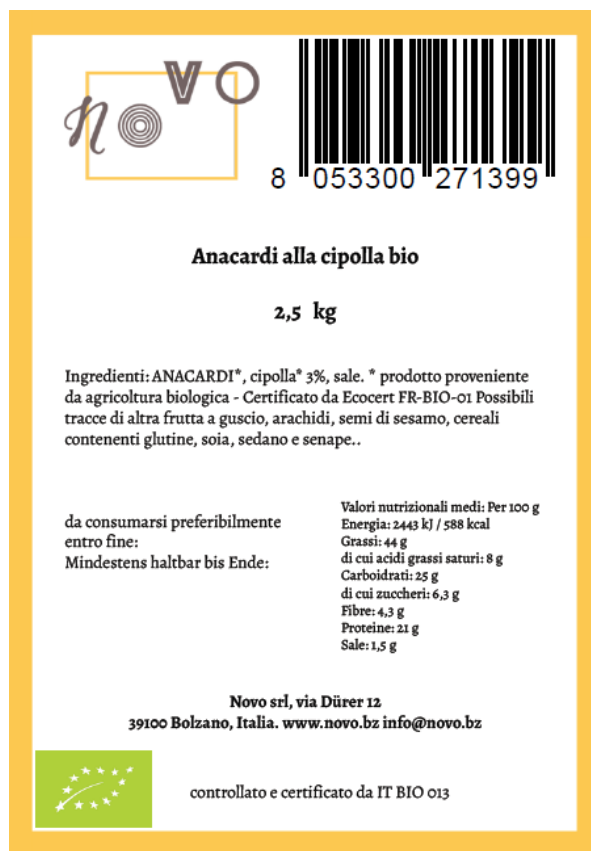 novo
8 053300 271399
Anacardi alla cipolla bio
2,5 kg
Ingredienti: ANACARDI*, cipolla* 3%, sale. * prodotto proveniente
da agricoltura biologica - Certificato da Ecocert FR-BIO-01 Possibili
tracce di altra frutta a guscio, arachidi, semi di sesamo, cereali
contenenti glutine, soia, sedano e senape..
da consumarsi preferibilmente
entro fine:
Mindestens haltbar bis Ende:
Valori nutrizionali medi: Per 100 g
Energia: 2443 kJ / 588 kcal
Grassi: 44 g
di cui acidi grassi saturi: 8 g
Carboidrati: 25 g
di cui zuccheri: 6,3 g
Fibre: 4,3 g
Proteine: 21 g
Sale: 1,5 g
Novo srl, via Dürer 12
39100 Bolzano, Italia. www.novo.bz info@novo.bz
controllato e certificato da IT BIO 013